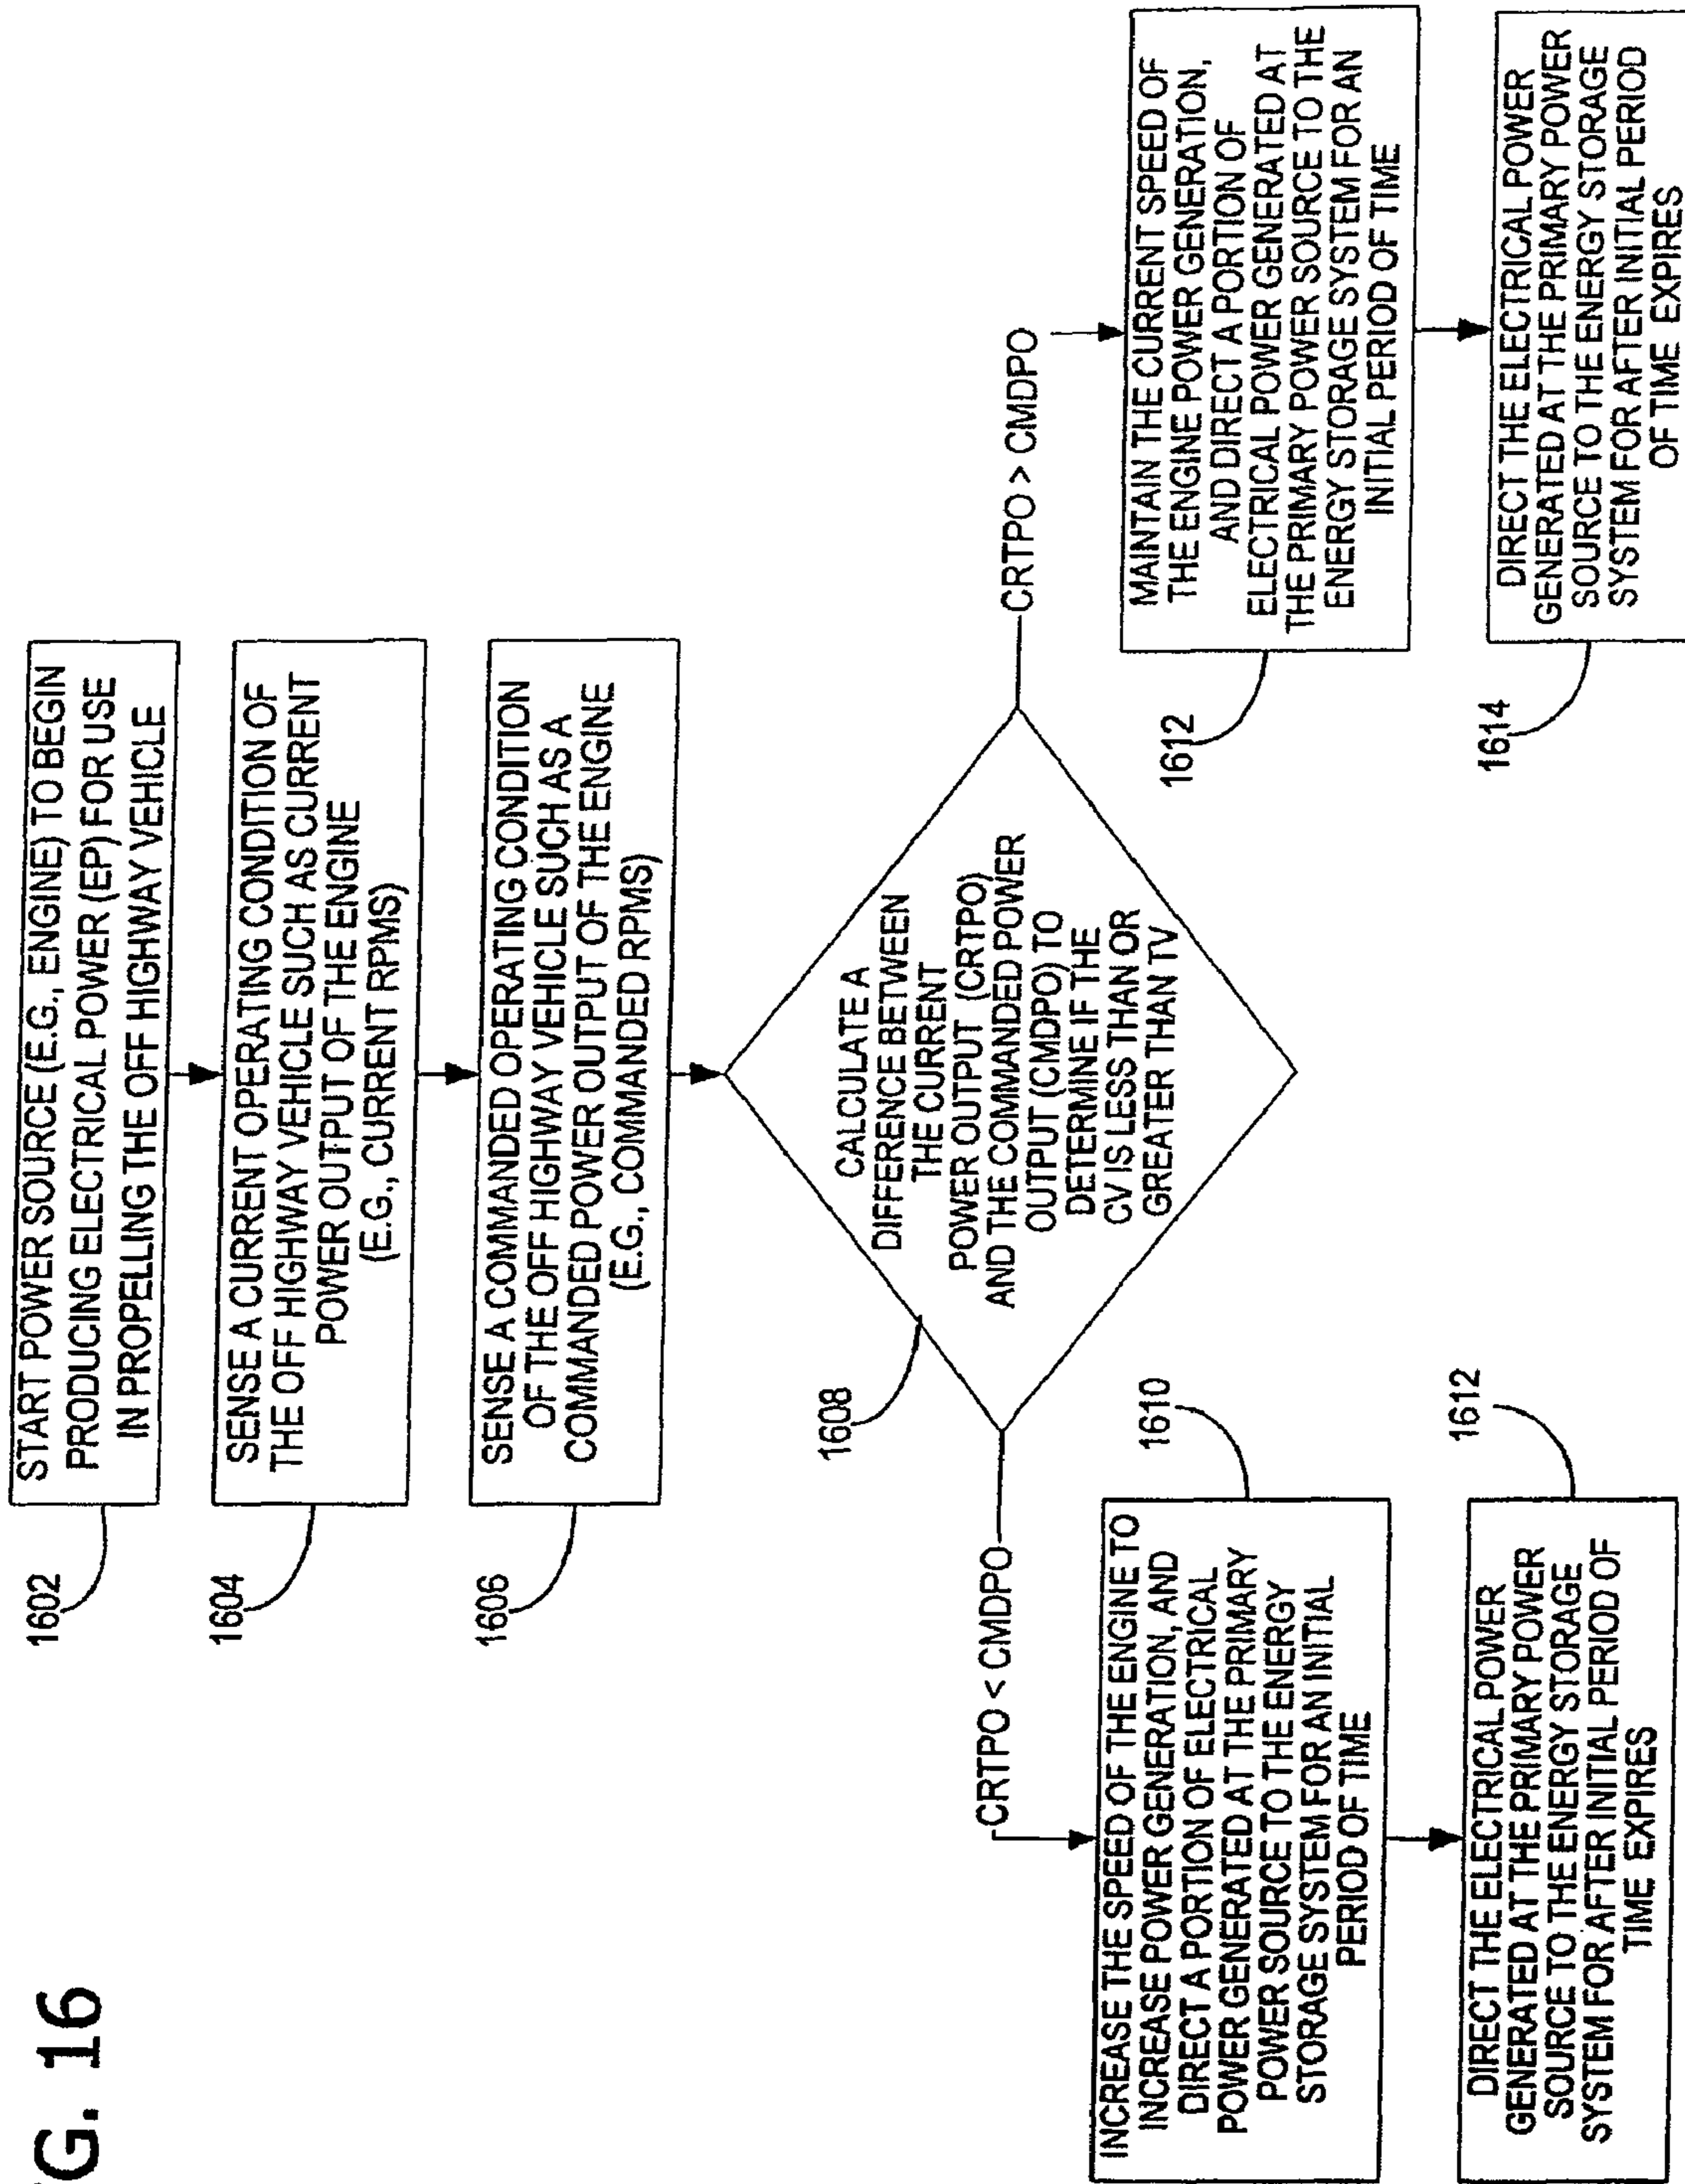 G. 16
1602
START POWER SOURCE (E.G., ENGINE) TO BEGIN
PRODUCING ELECTRICAL POWER (EP) FOR USE
IN PROPELLING THE OFF HIGHWAY VEHICLE
1604
SENSE A CURRENT OPERATING CONDITION OF
THE OFF HIGHWAY VEHICLE SUCH AS CURRENT
POWER OUTPUT OF THE ENGINE
(E.G., CURRENT RPMS)
1606
SENSE A COMMANDED OPERATING CONDITION
OF THE OFF HIGHWAY VEHICLE SUCH AS A
COMMANDED POWER OUTPUT OF THE ENGINE
(E.G., COMMANDED RPMS)
1608
CALCULATE A
DIFFERENCE BETWEEN
THE CURRENT
POWER OUTPUT (CRTPO)
AND THE COMMANDED POWER
OUTPUT (CMDPO) TO
DETERMINE IF THE
CV IS LESS THAN OR
GREATER THAN TV
CRTPO < CMDPO
CRTPO > CMDPO
1610
INCREASE THE SPEED OF THE ENGINE TO
INCREASE POWER GENERATION, AND
DIRECT A PORTION OF ELECTRICAL
POWER GENERATED AT THE PRIMARY
POWER SOURCE TO THE ENERGY
STORAGE SYSTEM FOR AN INITIAL
PERIOD OF TIME
1612
DIRECT THE ELECTRICAL POWER
GENERATED AT THE PRIMARY POWER
SOURCE TO THE ENERGY STORAGE
SYSTEM FOR AFTER INITIAL PERIOD OF
TIME EXPIRES
1612
MAINTAIN THE CURRENT SPEED OF
THE ENGINE POWER GENERATION,
AND DIRECT A PORTION OF
ELECTRICAL POWER GENERATED AT
THE PRIMARY POWER SOURCE TO THE
ENERGY STORAGE SYSTEM FOR AN
INITIAL PERIOD OF TIME
1614
DIRECT THE ELECTRICAL POWER
GENERATED AT THE PRIMARY POWER
SOURCE TO THE ENERGY STORAGE
SYSTEM FOR AFTER INITIAL PERIOD
OF TIME EXPIRES